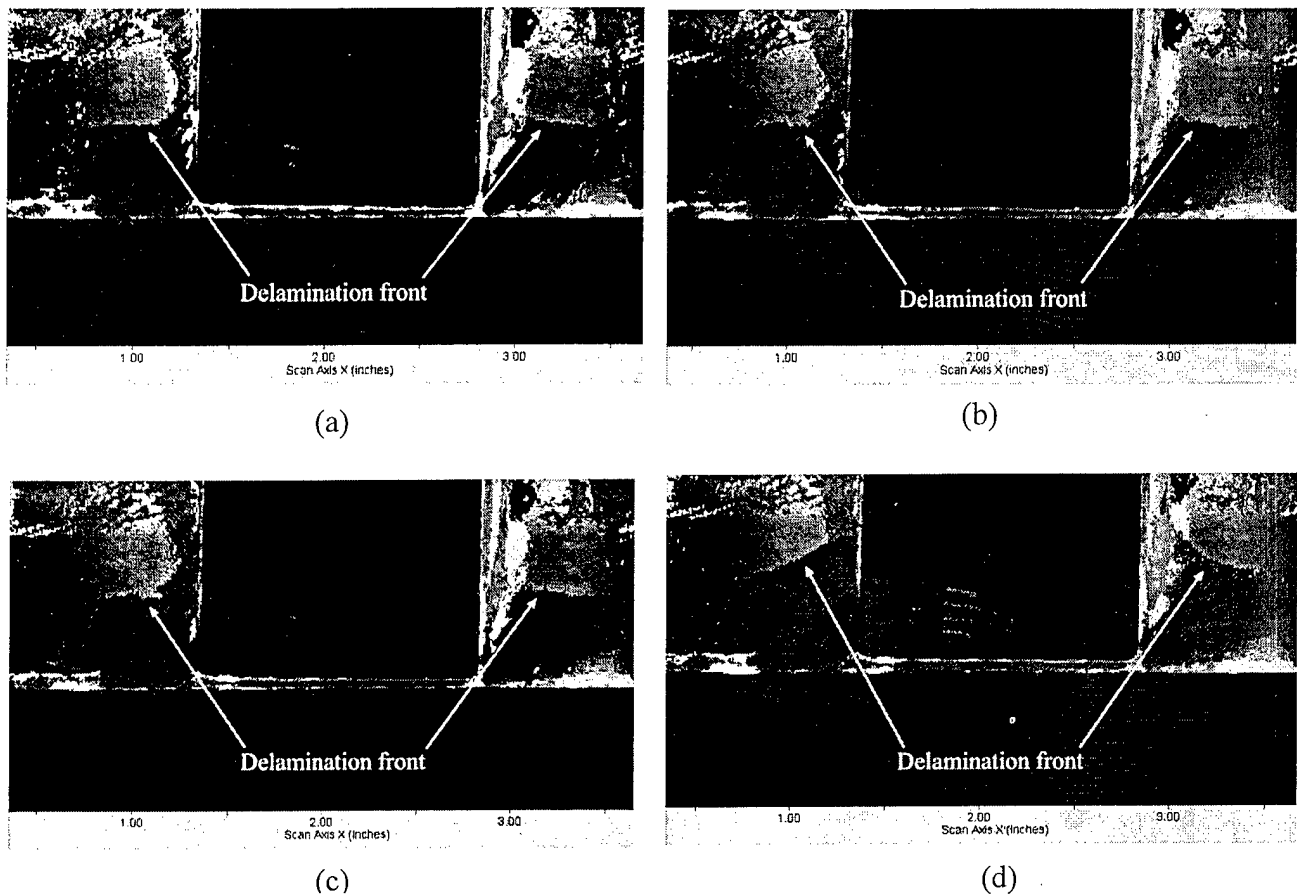 Delamination front
1.00 2.00 3.00
Scan Axis X (inches)
(a)
Delamination front
1.00 2.00 3.00
Scan Axis X (inches)
(b)
Delamination front
1.00 2.00 3.00
Scan Axis X (inches)
(c)
Delamination front
1.00 2.00 3.00
Scan Axis X (inches)
(d)